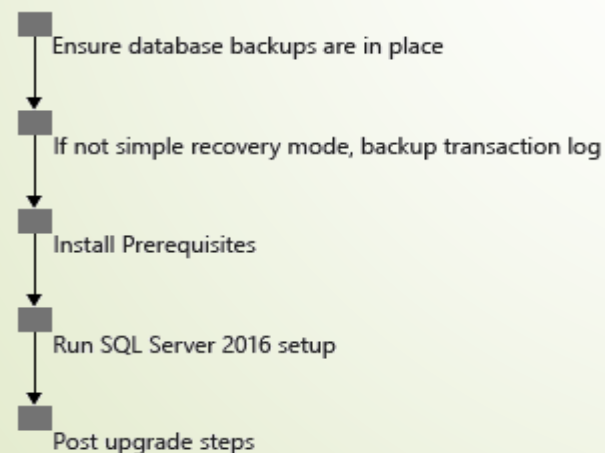 Ensure database backups are in place
If not simple recovery mode, backup transaction log
Install Prerequisites
Run SQL Server 2016 setup
Post upgrade steps